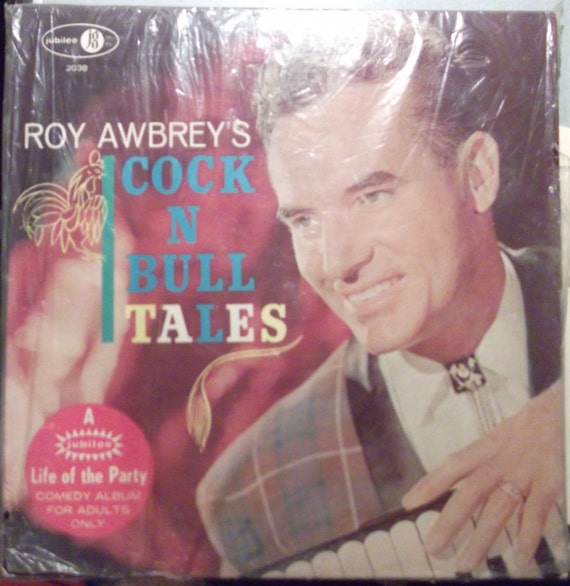 jubilee
2038
ROY AWBREY'S
COCK
N
BULL
TALES
A
jubilee
Life of the Party
COMEDY ALBUM
FOR ADULTS
ONLY